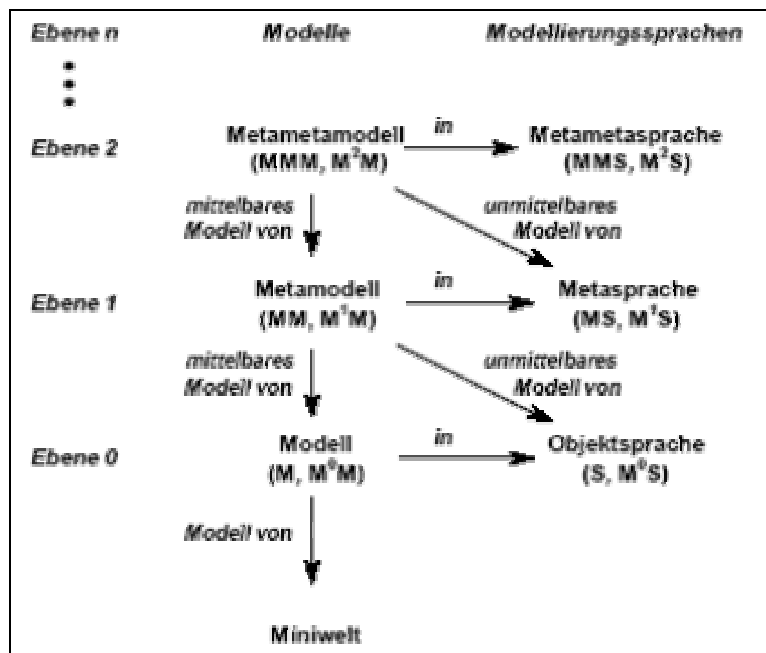 Ebene n Modelle Modellierungssprachen
in
Ebene 2 Metametamodell Metametasprache
(MMM, M²M) (MMS, M²S)
mittelbares unmittelbares
Modell von Modell von
in
Ebene 1 Metamodell Metasprache
(MM, M¹M) (MS, M¹S)
mittelbares unmittelbares
Modell von Modell von
in
Ebene 0 Modell Objektsprache
(M, M⁰M) (S, M⁰S)
Modell von
Miniwelt